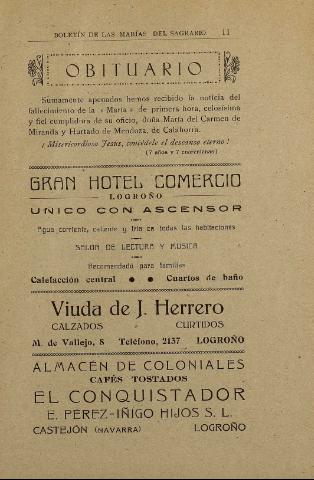 BOLETÍN DE LAS MARÍAS DEL SAGRARIO 11
OBITUARIO
Sumamente apenados hemos recibido la noticia del
fallecimiento de la « María » de primera hora, celosísima
y fiel cumplidora de su oficio, doña María del Carmen de
Miranda y Hurtado de Mendoza, de Calahorra.
¡ Misericordioso Jesús, concédele el descanso eterno !
(7 años y 7 cuarentenas)
GRAN HOTEL COMERCIO
LOGROÑO
UNICO CON ASCENSOR
Agua corriente, caliente y fría en todas las habitaciones
SALON DE LECTURA Y MUSICA
Recomendado para familias
Calefacción central ● ● Cuartos de baño
Viuda de J. Herrero
CALZADOS CURTIDOS
M. de Vallejo, 8 Teléfono, 2137 LOGROÑO
ALMACÉN DE COLONIALES
CAFÉS TOSTADOS
EL CONQUISTADOR
E. PÉREZ-IÑIGO HIJOS S. L.
CASTEJÓN (NAVARRA) LOGROÑO